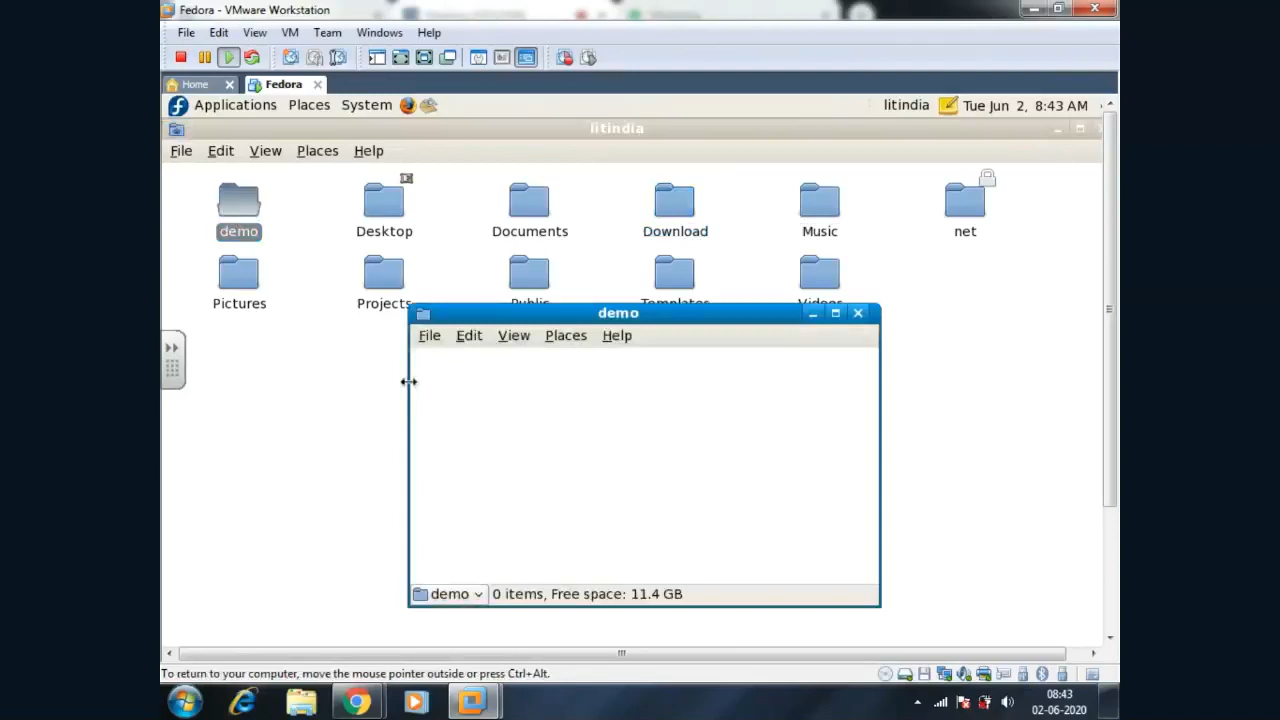 Fedora - VMware Workstation
File Edit View VM Team Windows Help
Home Fedora
Applications Places System litindia Tue Jun 2, 8:43 AM
litindia
File Edit View Places Help
demo Desktop Documents Download Music net
Pictures Projects Public Templates Videos
demo
File Edit View Places Help
demo 0 items, Free space: 11.4 GB
To return to your computer, move the mouse pointer outside or press Ctrl+Alt.
08:43
02-06-2020